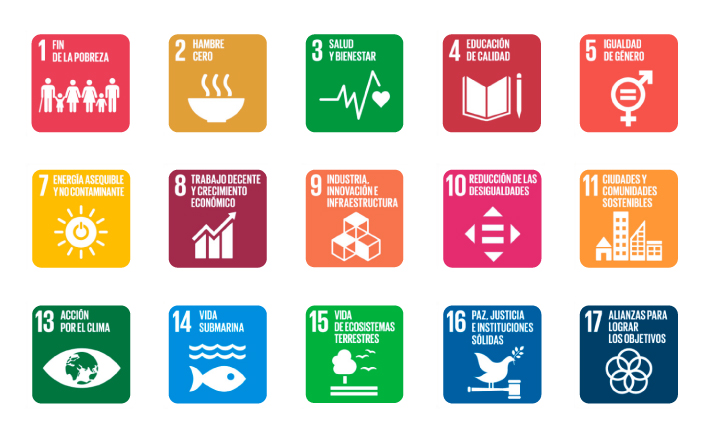 1 FIN
DE LA POBREZA
2 HAMBRE
CERO
3 SALUD
Y BIENESTAR
4 EDUCACIÓN
DE CALIDAD
5 IGUALDAD
DE GÉNERO
7 ENERGÍA ASEQUIBLE
Y NO CONTAMINANTE
8 TRABAJO DECENTE
Y CRECIMIENTO
ECONÓMICO
9 INDUSTRIA,
INNOVACIÓN E
INFRAESTRUCTURA
10 REDUCCIÓN DE LAS
DESIGUALDADES
11 CIUDADES Y
COMUNIDADES
SOSTENIBLES
13 ACCIÓN
POR EL CLIMA
14 VIDA
SUBMARINA
15 VIDA
DE ECOSISTEMAS
TERRESTRES
16 PAZ, JUSTICIA
E INSTITUCIONES
SÓLIDAS
17 ALIANZAS PARA
LOGRAR
LOS OBJETIVOS